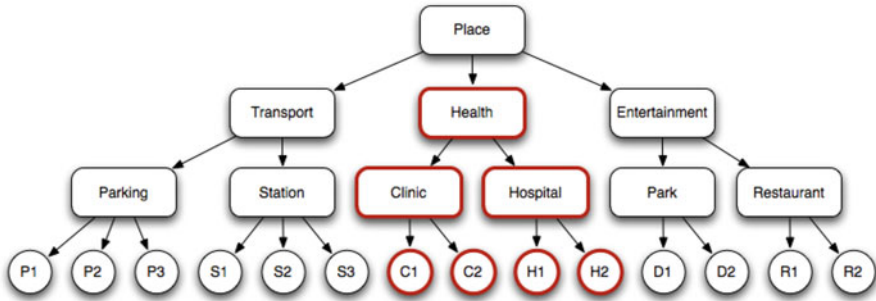 Place
Transport Health Entertainment
Parking Station Clinic Hospital Park Restaurant
P1 P2 P3 S1 S2 S3 C1 C2 H1 H2 D1 D2 R1 R2